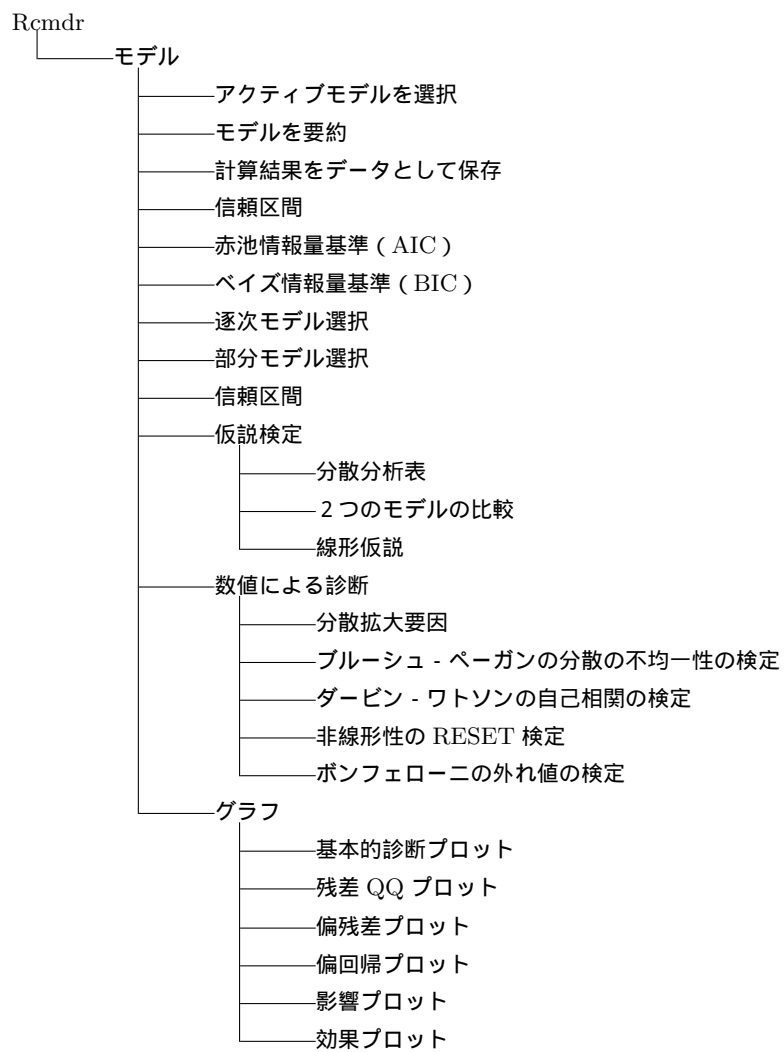 Rcmdr
モデル
アクティブモデルを選択
モデルを要約
計算結果をデータとして保存
信頼区間
赤池情報量基準（AIC）
ベイズ情報量基準（BIC）
逐次モデル選択
部分モデル選択
信頼区間
仮説検定
分散分析表
２つのモデルの比較
線形仮説
数値による診断
分散拡大要因
ブルーシュ - ペーガンの分散の不均一性の検定
ダービン - ワトソンの自己相関の検定
非線形性の RESET 検定
ボンフェローニの外れ値の検定
グラフ
基本的診断プロット
残差 QQ プロット
偏残差プロット
偏回帰プロット
影響プロット
効果プロット